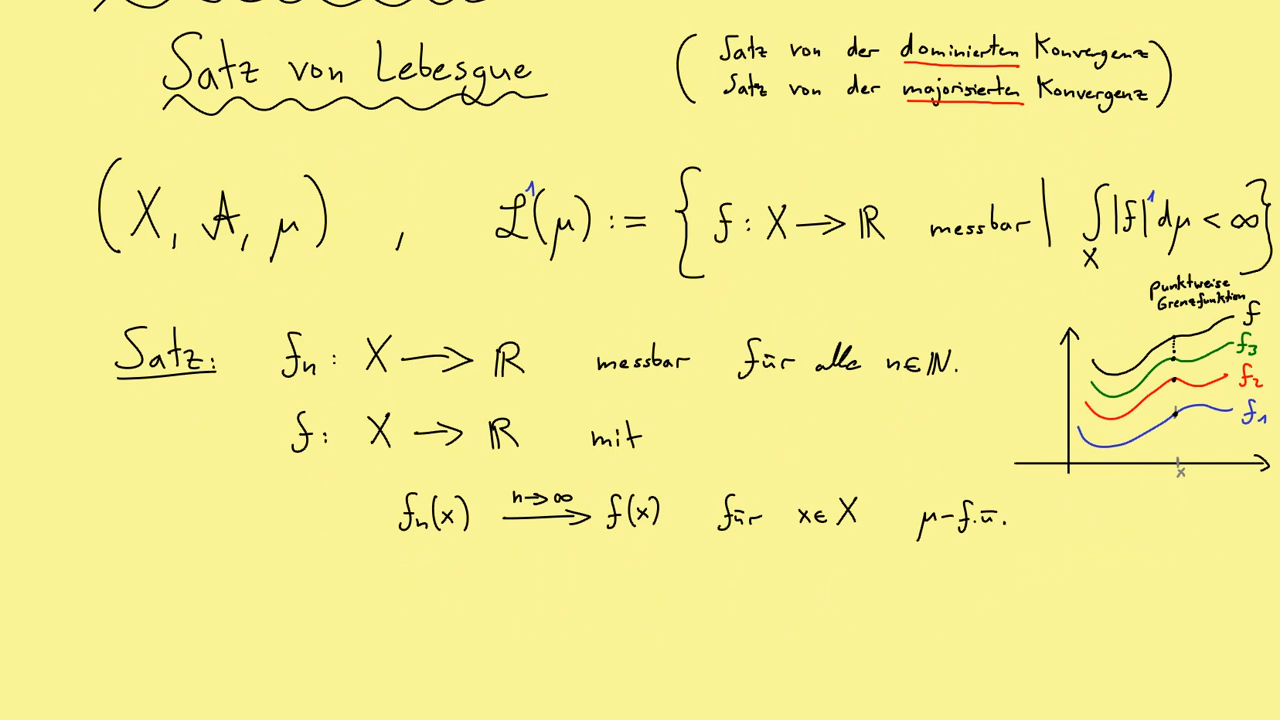 Satz von Lebesgue
( Satz von der dominierten Konvergenz
Satz von der majorisierten Konvergenz )
(X, A, μ) , ℒ¹(μ) := { f : X → ℝ messbar | ∫_X |f|¹ dμ < ∞ }
punktweise
Grenzfunktion
f
f₃
f₂
f₁
x
Satz: fₙ : X → ℝ messbar für alle n ∈ ℕ.
f : X → ℝ mit
fₙ(x) n→∞ ⟶ f(x) für x ∈ X μ-f.ü.